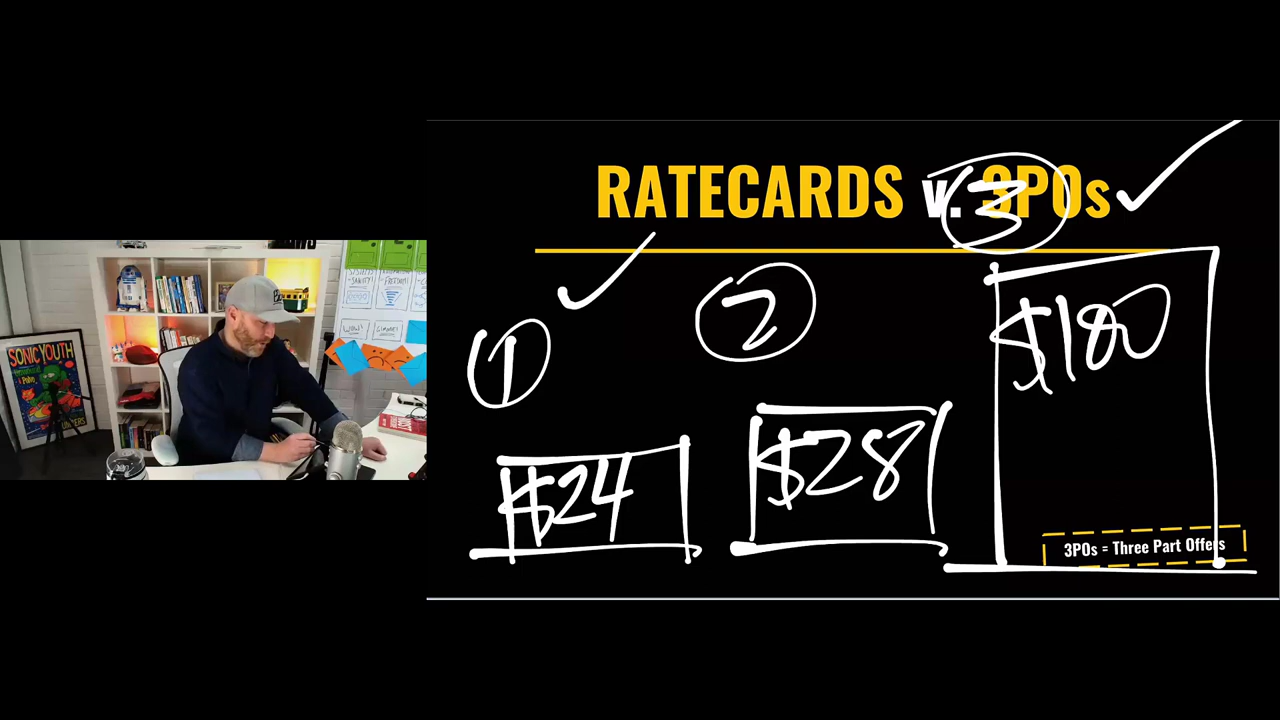 RATECARDS v. 3POs
3
1
2
$180
$24
$28
3POs = Three Part Offers
SONIC YOUTH